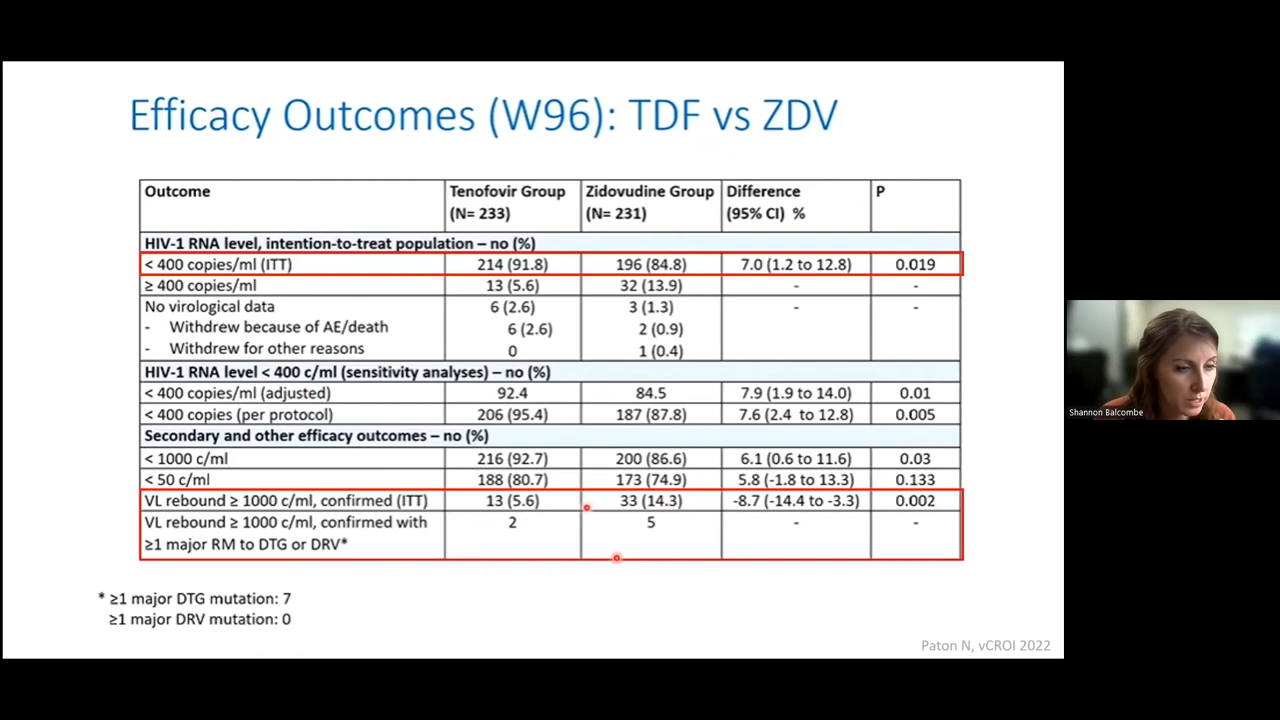 Efficacy Outcomes (W96): TDF vs ZDV
Outcome Tenofovir Group (N= 233) Zidovudine Group (N= 231) Difference (95% CI) % P
HIV-1 RNA level, intention-to-treat population – no (%)
< 400 copies/ml (ITT) 214 (91.8) 196 (84.8) 7.0 (1.2 to 12.8) 0.019
≥ 400 copies/ml 13 (5.6) 32 (13.9) - -
No virological data 6 (2.6) 3 (1.3) - -
- Withdrew because of AE/death 6 (2.6) 2 (0.9)
- Withdrew for other reasons 0 1 (0.4)
HIV-1 RNA level < 400 c/ml (sensitivity analyses) – no (%)
< 400 copies/ml (adjusted) 92.4 84.5 7.9 (1.9 to 14.0) 0.01
< 400 copies (per protocol) 206 (95.4) 187 (87.8) 7.6 (2.4 to 12.8) 0.005
Secondary and other efficacy outcomes – no (%)
< 1000 c/ml 216 (92.7) 200 (86.6) 6.1 (0.6 to 11.6) 0.03
< 50 c/ml 188 (80.7) 173 (74.9) 5.8 (-1.8 to 13.3) 0.133
VL rebound ≥ 1000 c/ml, confirmed (ITT) 13 (5.6) 33 (14.3) -8.7 (-14.4 to -3.3) 0.002
VL rebound ≥ 1000 c/ml, confirmed with 2 5 - -
≥1 major RM to DTG or DRV*
* ≥1 major DTG mutation: 7
≥1 major DRV mutation: 0
Paton N, vCROI 2022
Shannon Balcombe